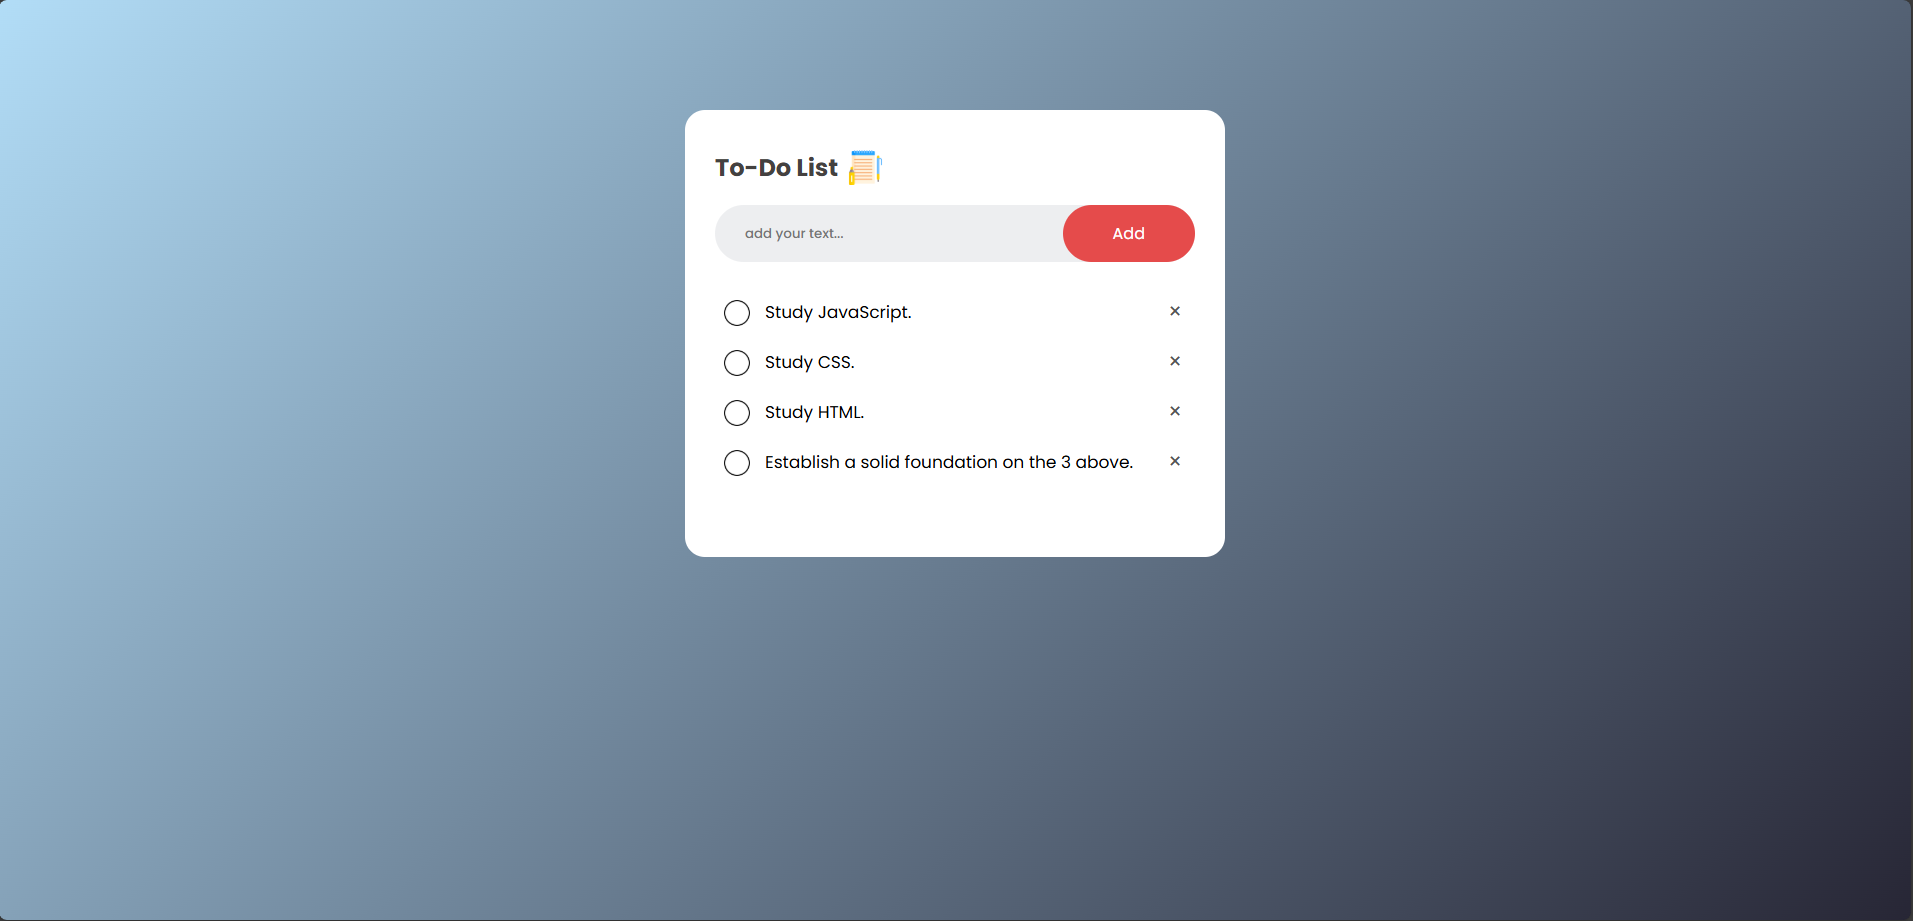 To-Do List
add your text...
Add
Study JavaScript.
×
Study CSS.
×
Study HTML.
×
Establish a solid foundation on the 3 above.
×